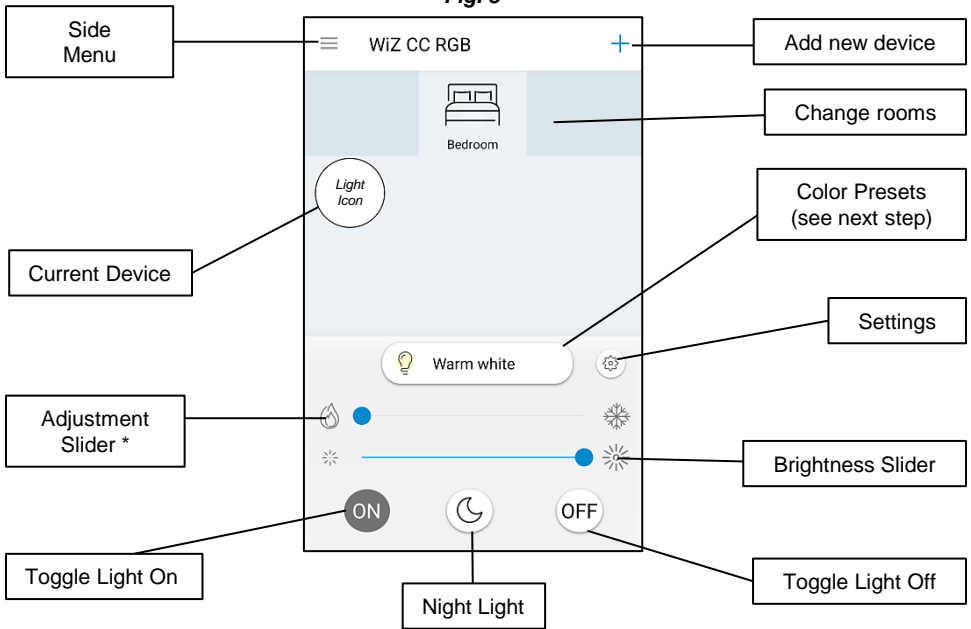 Fig. 3
Side
Menu
WiZ CC RGB
Add new device
Change rooms
Bedroom
Light
Icon
Color Presets
(see next step)
Current Device
Settings
Warm white
Adjustment
Slider *
Brightness Slider
ON
OFF
Toggle Light On
Night Light
Toggle Light Off